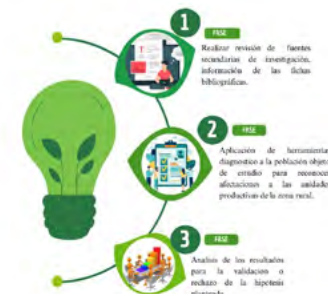 1
FASE
Realizar revisión de fuentes
secundarias de investigación,
información de las fichas
bibliográficas.
2
FASE
Aplicación de herramienta
diagnostico a la población objeto
de estudio para reconocer
afectaciones a las unidades
productivas de la zona rural.
3
FASE
Analisis de los resultados
para la validacion o
rechazo de la hipotesis
planteada.